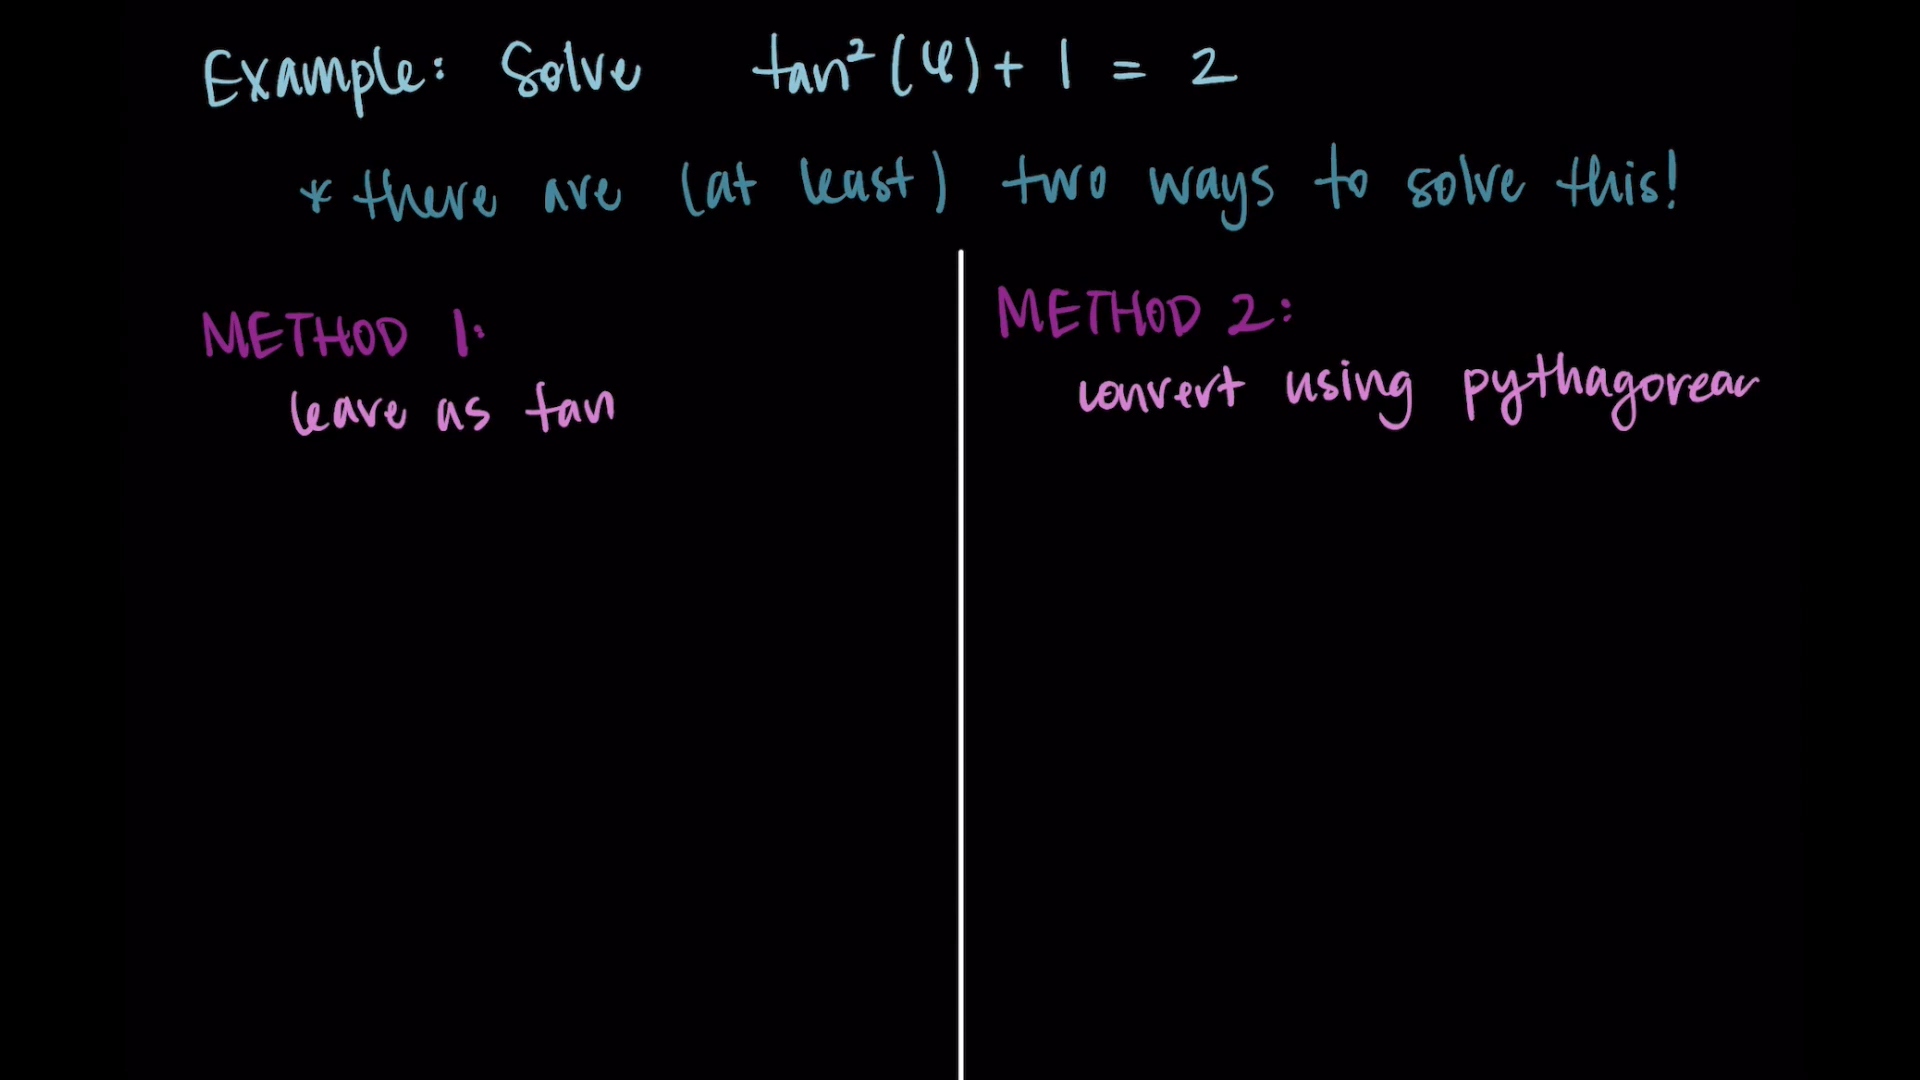 Example: Solve tan²(φ) + 1 = 2
* there are (at least) two ways to solve this!
METHOD 1:
leave as tan
METHOD 2:
convert using pythagorean